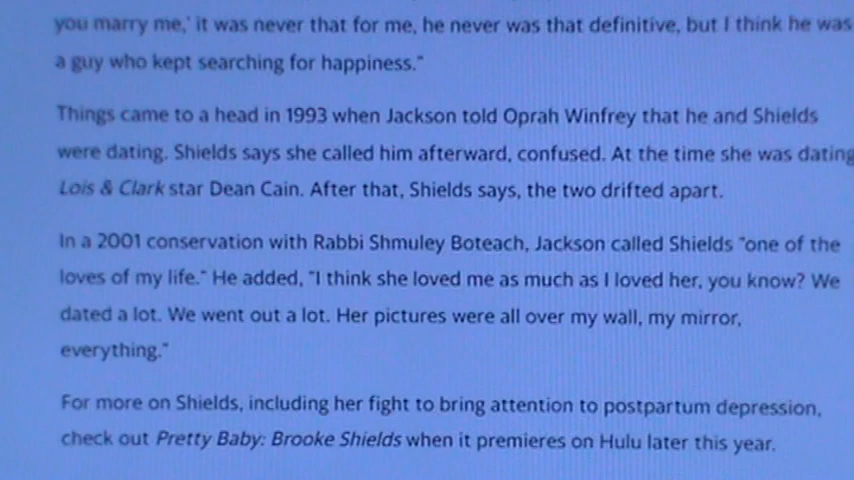 you marry me,' it was never that for me, he never was that definitive, but I think he was
a guy who kept searching for happiness."
Things came to a head in 1993 when Jackson told Oprah Winfrey that he and Shields
were dating. Shields says she called him afterward, confused. At the time she was dating
Lois & Clark star Dean Cain. After that, Shields says, the two drifted apart.
In a 2001 conservation with Rabbi Shmuley Boteach, Jackson called Shields "one of the
loves of my life." He added, "I think she loved me as much as I loved her, you know? We
dated a lot. We went out a lot. Her pictures were all over my wall, my mirror,
everything."
For more on Shields, including her fight to bring attention to postpartum depression,
check out Pretty Baby: Brooke Shields when it premieres on Hulu later this year.